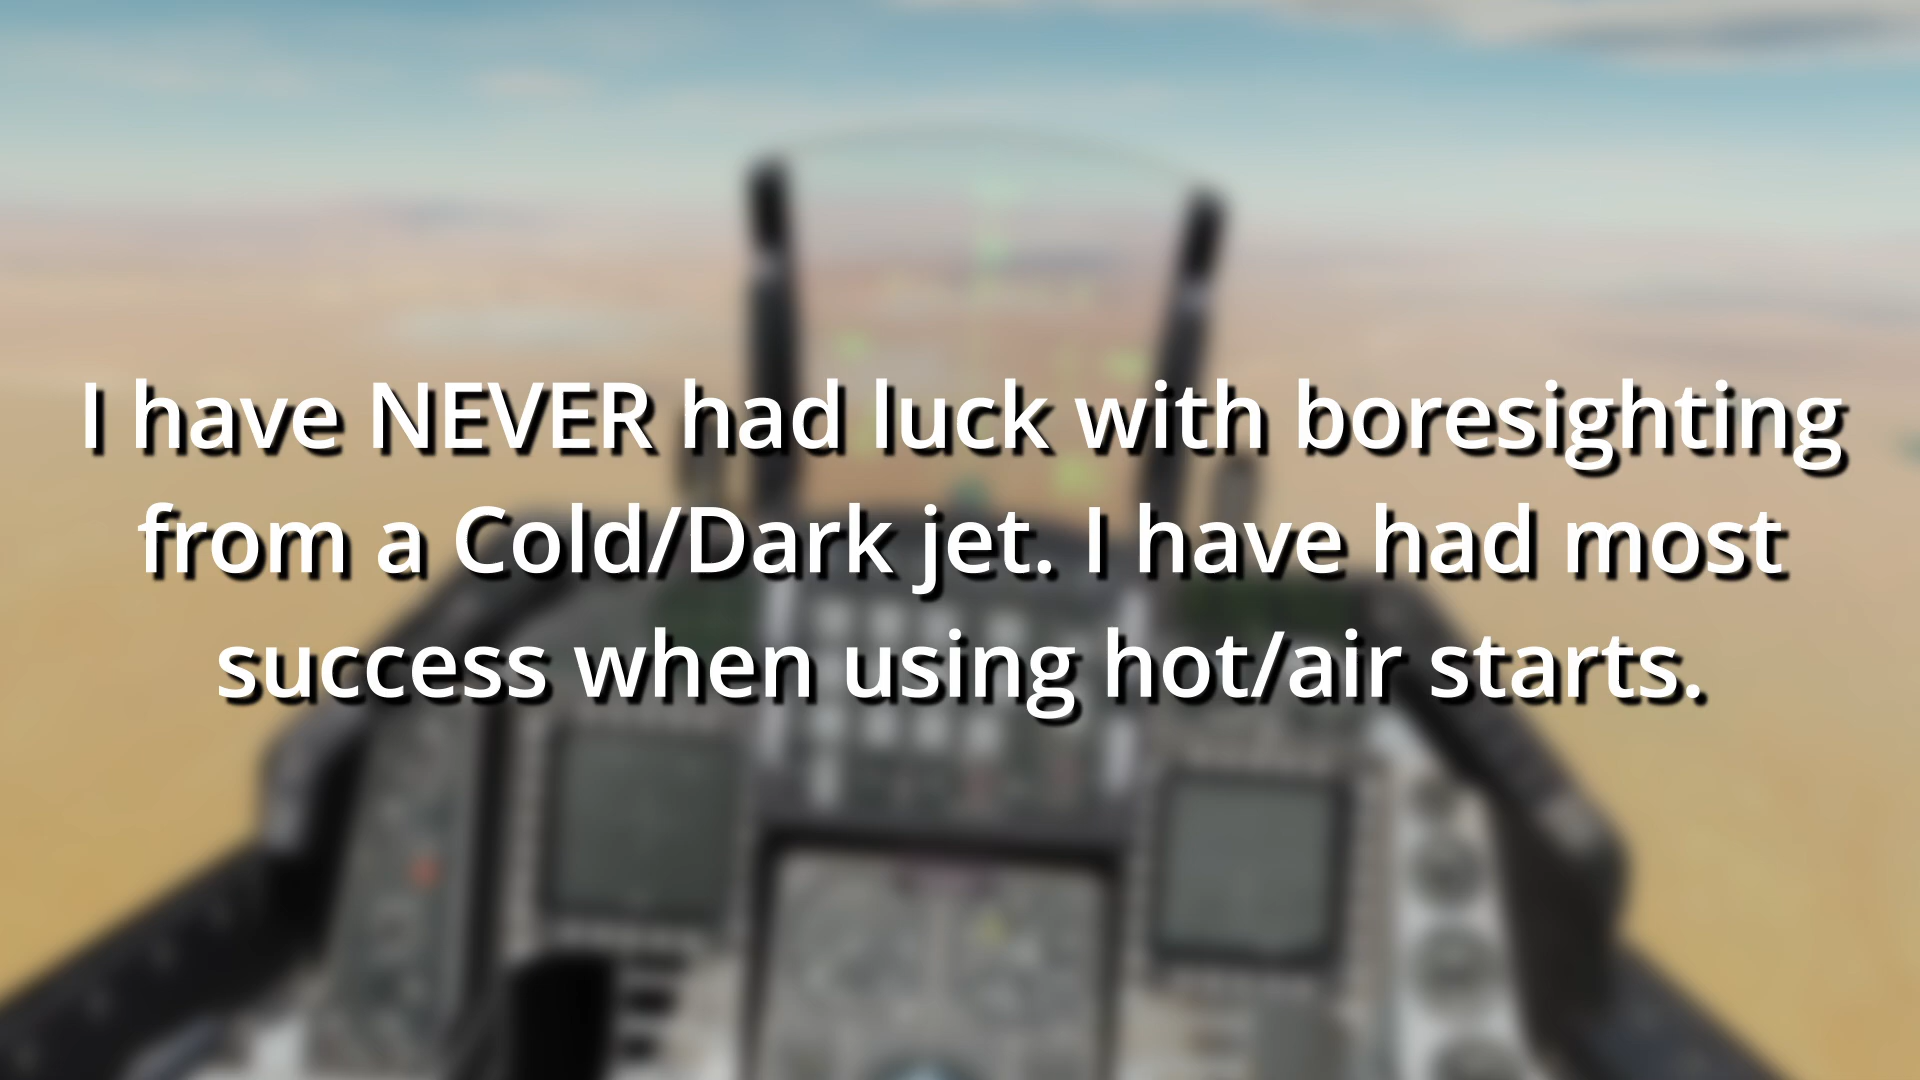 I have NEVER had luck with boresighting
from a Cold/Dark jet. I have had most
success when using hot/air starts.